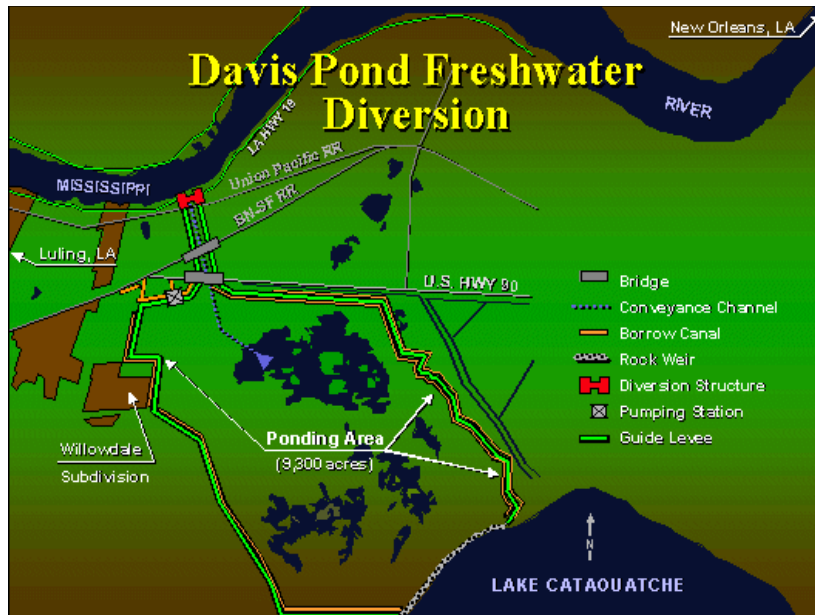 New Orleans, LA
Davis Pond Freshwater
Diversion
RIVER
LA HWY 18
Union Pacific RR
MISSISSIPPI
BN-SF RR
Luling, LA
U.S. HWY 90
Bridge
Conveyance Channel
Borrow Canal
Rock Weir
Diversion Structure
Pumping Station
Guide Levee
Ponding Area
(9,300 acres)
Willowdale
Subdivision
N
LAKE CATAOUATCHE